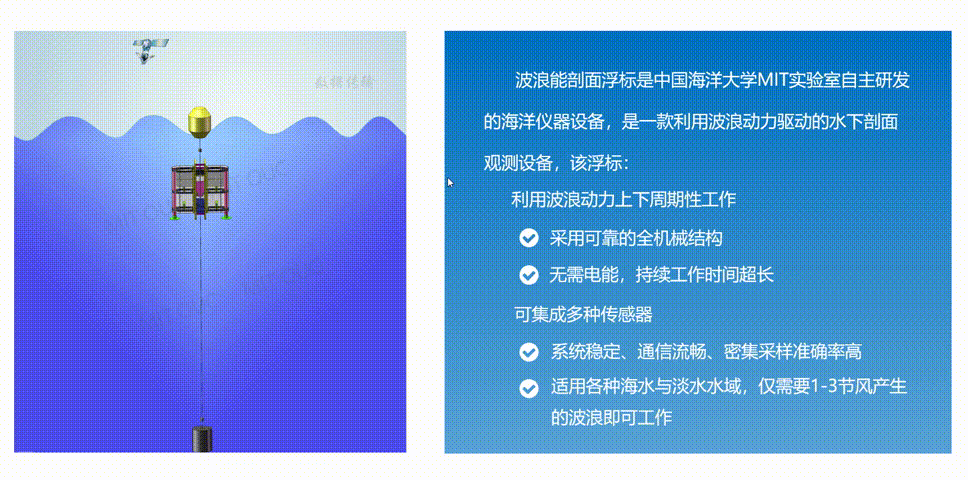 数据传输
波浪能剖面浮标是中国海洋大学MIT实验室自主研发
的海洋仪器设备，是一款利用波浪动力驱动的水下剖面
观测设备，该浮标：
利用波浪动力上下周期性工作
采用可靠的全机械结构
无需电能，持续工作时间超长
可集成多种传感器
系统稳定、通信流畅、密集采样准确率高
适用各种海水与淡水水域，仅需要1-3节风产生
的波浪即可工作